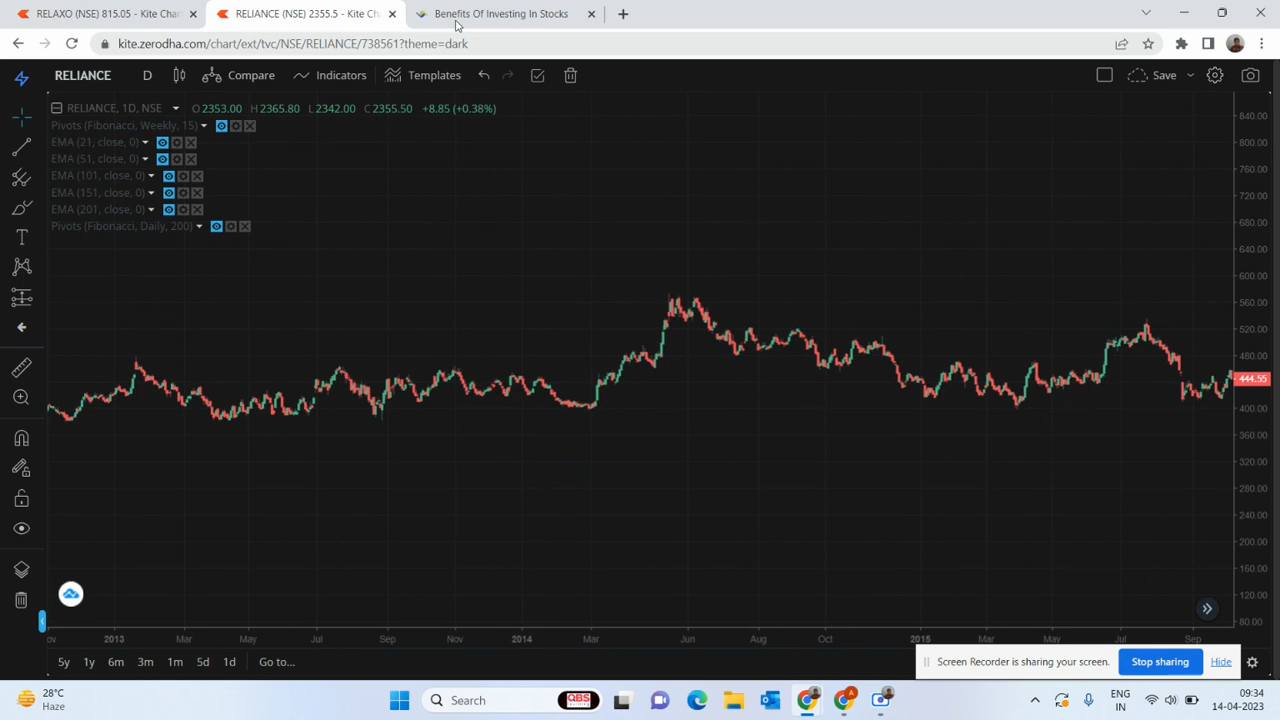 RELAXO (NSE) 815.05 - Kite Char
RELIANCE (NSE) 2355.5 - Kite Ch
Benefits Of Investing In Stocks
kite.zerodha.com/chart/ext/tvc/NSE/RELIANCE/738561?theme=dark
RELIANCE D Compare Indicators Templates Save
RELIANCE, 1D, NSE O2353.00 H2365.80 L2342.00 C2355.50 +8.85 (+0.38%)
Pivots (Fibonacci, Weekly, 15)
EMA (21, close, 0)
EMA (51, close, 0)
EMA (101, close, 0)
EMA (151, close, 0)
EMA (201, close, 0)
Pivots (Fibonacci, Daily, 200)
840.00
800.00
760.00
720.00
680.00
640.00
600.00
560.00
520.00
480.00
444.55
400.00
360.00
320.00
280.00
240.00
200.00
160.00
120.00
80.00
ov 2013 Mar May Jul Sep Nov 2014 Mar Jun Aug Oct 2015 Mar May Jul Sep
5y 1y 6m 3m 1m 5d 1d Go to...
Screen Recorder is sharing your screen. Stop sharing Hide
28°C
Haze
Search
QBS
ENG
IN
09:34
14-04-2023